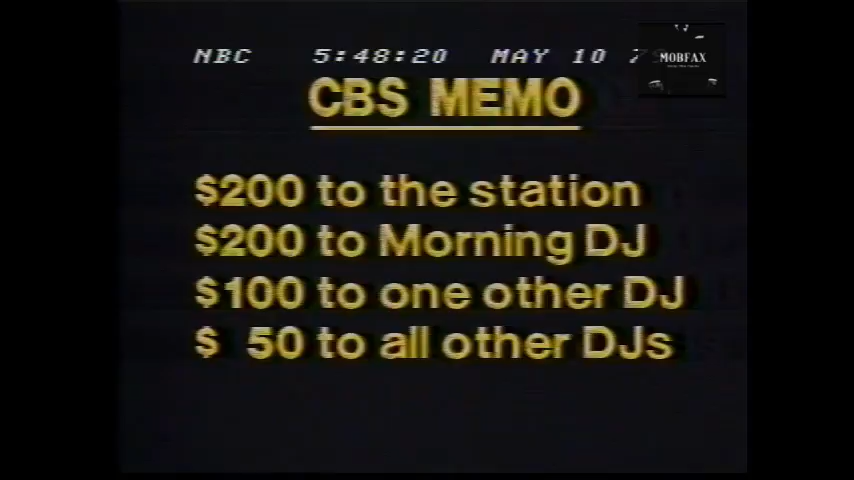 NBC 5:48:20 MAY 10
MOBFAX
CBS MEMO
$200 to the station
$200 to Morning DJ
$100 to one other DJ
$ 50 to all other DJs